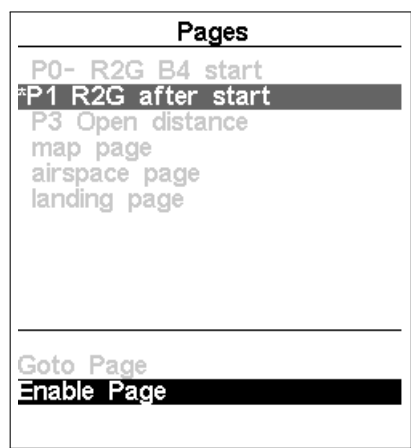 Pages
P0- R2G B4 start
*P1 R2G after start
P3 Open distance
map page
airspace page
landing page
Goto Page
Enable Page